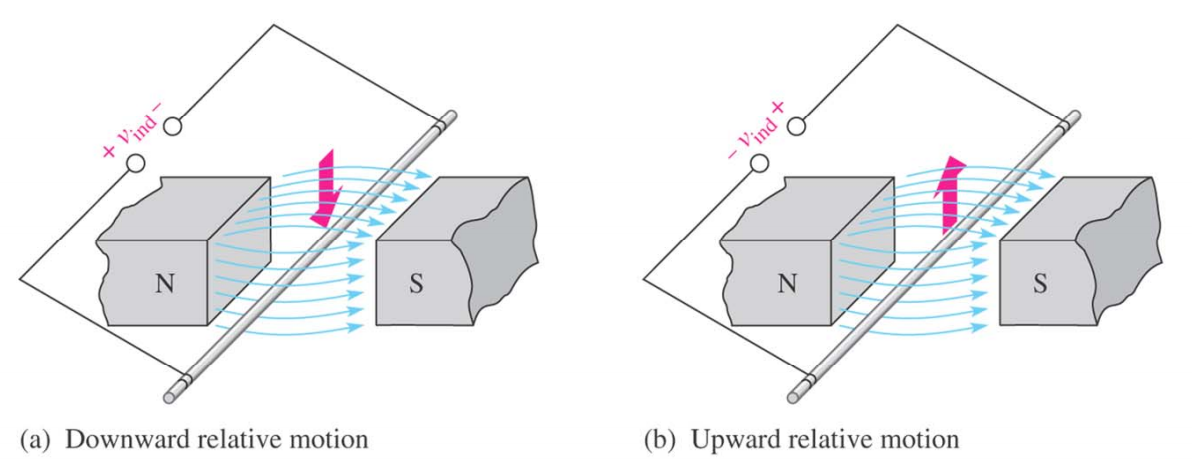 + vind −
− vind +
N
S
N
S
(a) Downward relative motion
(b) Upward relative motion